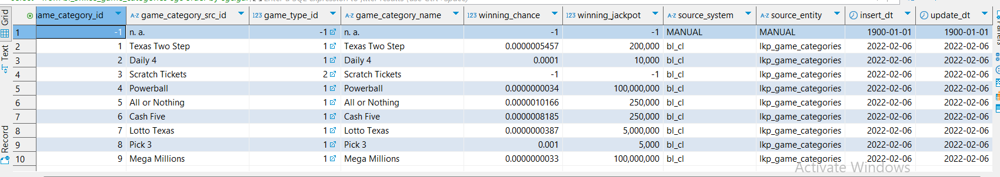 Grid
Text
Record
ame_category_id A-Z game_category_src_id 123 game_type_id A-Z game_category_name 123 winning_chance 123 winning_jackpot A-Z source_system A-Z source_entity insert_dt update_dt
1 -1 n. a. -1 n. a. -1 -1 MANUAL MANUAL 1900-01-01 1900-01-01
2 1 Texas Two Step 1 Texas Two Step 0.0000005457 200,000 bl_cl lkp_game_categories 2022-02-06 2022-02-06
3 2 Daily 4 1 Daily 4 0.0001 10,000 bl_cl lkp_game_categories 2022-02-06 2022-02-06
4 3 Scratch Tickets 2 Scratch Tickets -1 -1 bl_cl lkp_game_categories 2022-02-06 2022-02-06
5 4 Powerball 1 Powerball 0.0000000034 100,000,000 bl_cl lkp_game_categories 2022-02-06 2022-02-06
6 5 All or Nothing 1 All or Nothing 0.0000010166 250,000 bl_cl lkp_game_categories 2022-02-06 2022-02-06
7 6 Cash Five 1 Cash Five 0.0000008185 250,000 bl_cl lkp_game_categories 2022-02-06 2022-02-06
8 7 Lotto Texas 1 Lotto Texas 0.0000000387 5,000,000 bl_cl lkp_game_categories 2022-02-06 2022-02-06
9 8 Pick 3 1 Pick 3 0.001 5,000 bl_cl lkp_game_categories 2022-02-06 2022-02-06
10 9 Mega Millions 1 Mega Millions 0.0000000033 100,000,000 bl_cl lkp_game_categories 2022-02-06 2022-02-06
Activate Windows